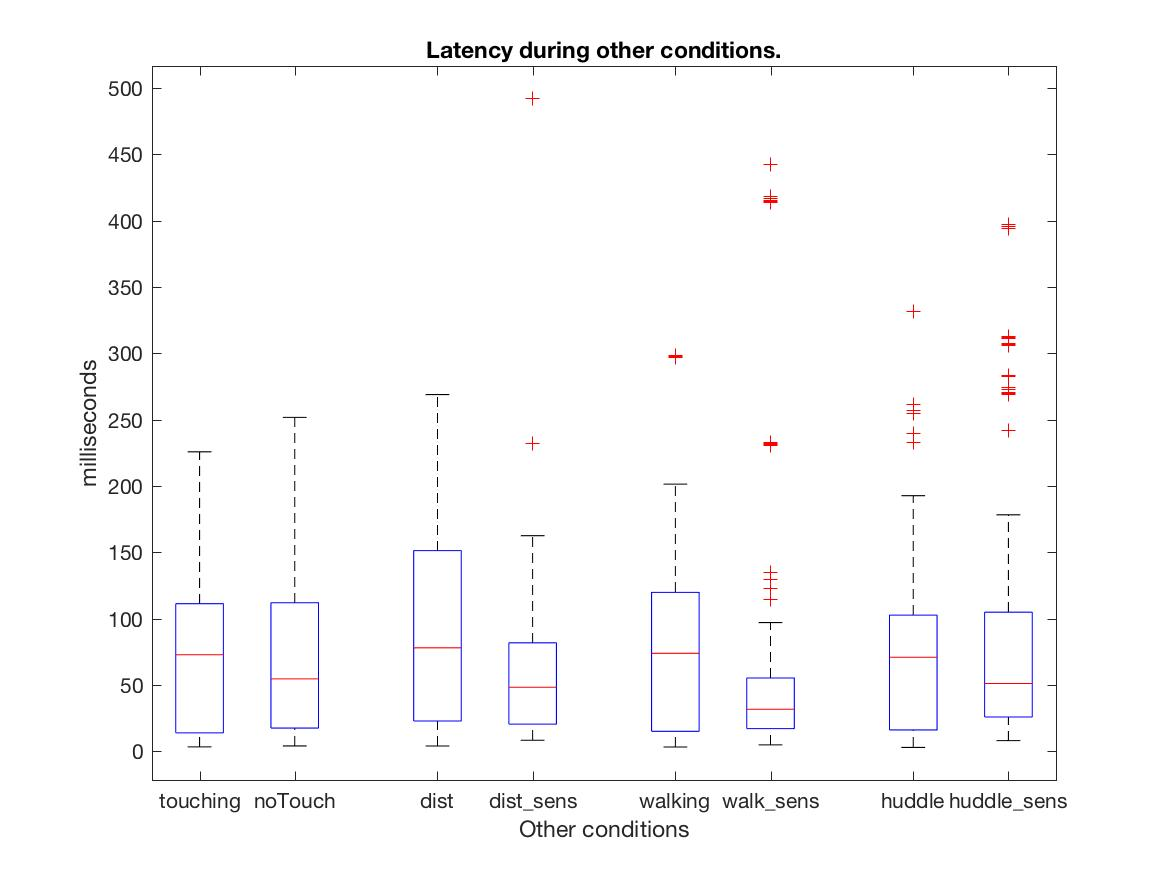 Latency during other conditions.
500
450
400
350
300
250
200
150
100
50
0
milliseconds
touching noTouch dist dist_sens walking walk_sens huddle huddle_sens
Other conditions